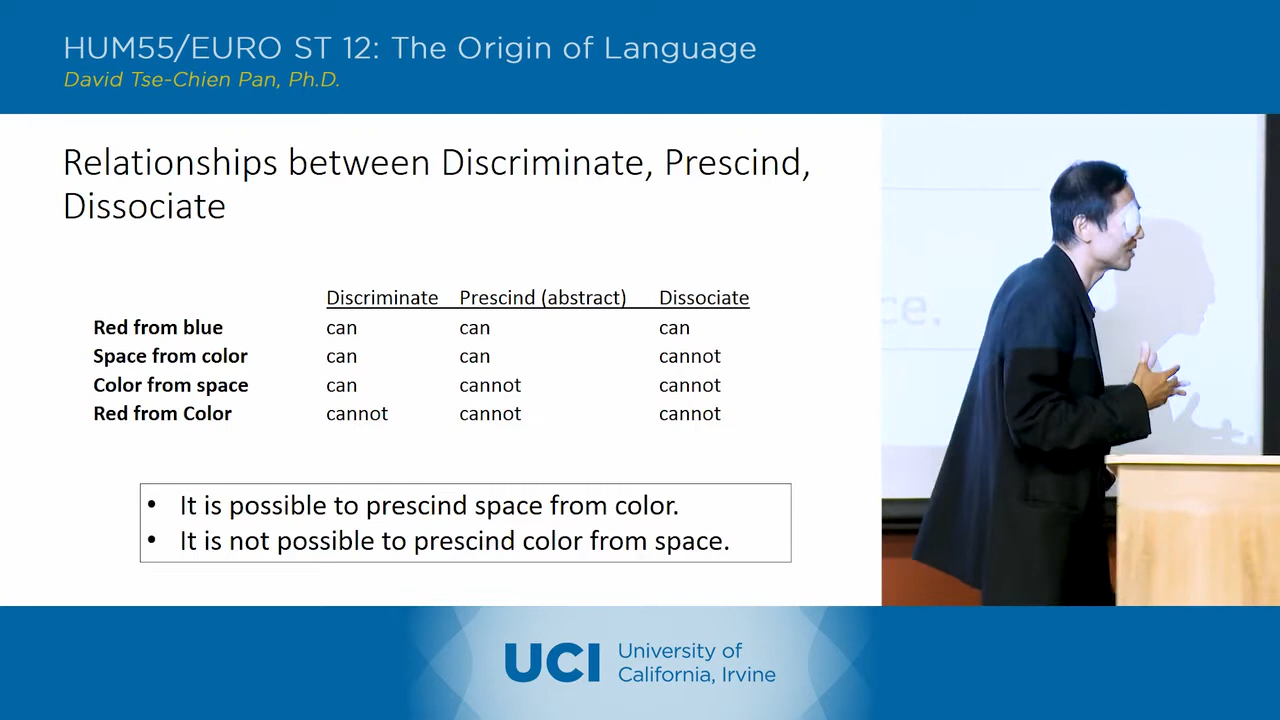 HUM55/EURO ST 12: The Origin of Language
David Tse-Chien Pan, Ph.D.
Relationships between Discriminate, Prescind,
Dissociate
Discriminate Prescind (abstract) Dissociate
Red from blue can can can
Space from color can can cannot
Color from space can cannot cannot
Red from Color cannot cannot cannot
• It is possible to prescind space from color.
• It is not possible to prescind color from space.
ce.
UCI University of
California, Irvine